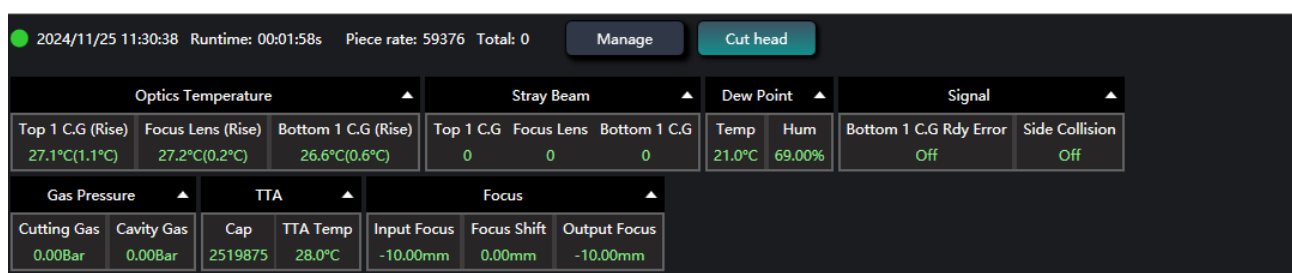 2024/11/25 11:30:38 Runtime: 00:01:58s Piece rate: 59376 Total: 0 Manage Cut head
Optics Temperature Stray Beam Dew Point Signal
Top 1 C.G (Rise) Focus Lens (Rise) Bottom 1 C.G (Rise) Top 1 C.G Focus Lens Bottom 1 C.G Temp Hum Bottom 1 C.G Rdy Error Side Collision
27.1°C(1.1°C) 27.2°C(0.2°C) 26.6°C(0.6°C) 0 0 0 21.0°C 69.00% Off Off
Gas Pressure TTA Focus
Cutting Gas Cavity Gas Cap TTA Temp Input Focus Focus Shift Output Focus
0.00Bar 0.00Bar 2519875 28.0°C -10.00mm 0.00mm -10.00mm